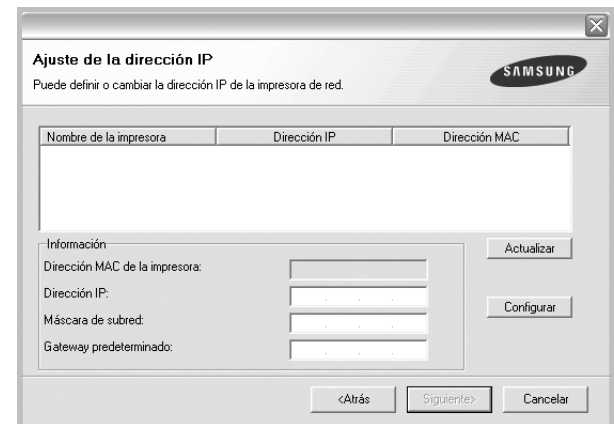 Ajuste de la dirección IP
Puede definir o cambiar la dirección IP de la impresora de red.
SAMSUNG
Nombre de la impresora Dirección IP Dirección MAC
Información
Actualizar
Dirección MAC de la impresora:
Dirección IP:
Configurar
Máscara de subred:
Gateway predeterminado:
<Atrás Siguiente> Cancelar